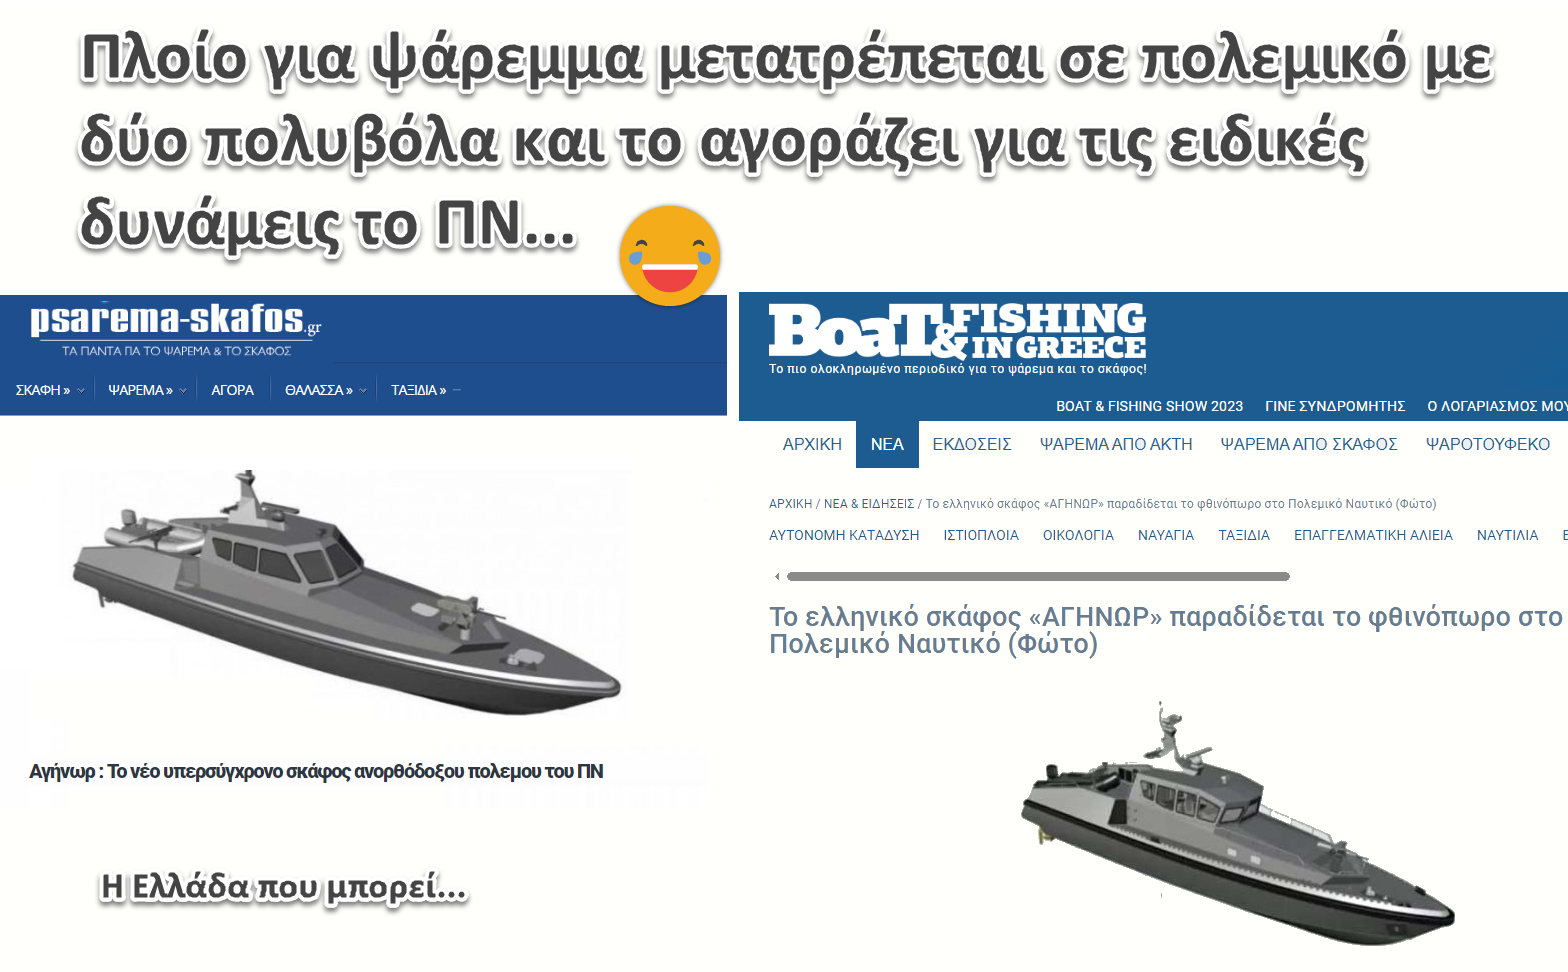 Πλοίο για ψάρεμμα μετατρέπεται σε πολεμικό με
δύο πολυβόλα και το αγοράζει για τις ειδικές
δυνάμεις το ΠΝ...
psarema-skafos.gr
ΤΑ ΠΑΝΤΑ ΓΙΑ ΤΟ ΨΑΡΕΜΑ & ΤΟ ΣΚΑΦΟΣ
ΣΚΑΦΗ » ΨΑΡΕΜΑ » ΑΓΟΡΑ ΘΑΛΑΣΣΑ » ΤΑΞΙΔΙΑ »
Αγήνωρ : Το νέο υπερσύγχρονο σκάφος ανορθόδοξου πολεμου του ΠΝ
Η Ελλάδα που μπορεί...
BOAT & FISHING IN GREECE
Το πιο ολοκληρωμένο περιοδικό για το ψάρεμα και το σκάφος!
BOAT & FISHING SHOW 2023 ΓΙΝΕ ΣΥΝΔΡΟΜΗΤΗΣ Ο ΛΟΓΑΡΙΑΣΜΟΣ ΜΟΥ
ΑΡΧΙΚΗ ΝΕΑ ΕΚΔΟΣΕΙΣ ΨΑΡΕΜΑ ΑΠΟ ΑΚΤΗ ΨΑΡΕΜΑ ΑΠΟ ΣΚΑΦΟΣ ΨΑΡΟΤΟΥΦΕΚΟ
ΑΡΧΙΚΗ / ΝΕΑ & ΕΙΔΗΣΕΙΣ / Το ελληνικό σκάφος «ΑΓΗΝΩΡ» παραδίδεται το φθινόπωρο στο Πολεμικό Ναυτικό (Φώτο)
ΑΥΤΟΝΟΜΗ ΚΑΤΑΔΥΣΗ ΙΣΤΙΟΠΛΟΙΑ ΟΙΚΟΛΟΓΙΑ ΝΑΥΑΓΙΑ ΤΑΞΙΔΙΑ ΕΠΑΓΓΕΛΜΑΤΙΚΗ ΑΛΙΕΙΑ ΝΑΥΤΙΛΙΑ
Το ελληνικό σκάφος «ΑΓΗΝΩΡ» παραδίδεται το φθινόπωρο στο
Πολεμικό Ναυτικό (Φώτο)